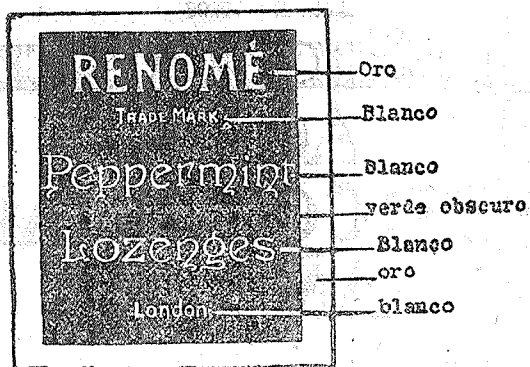 RENOMÉ
Oro
TRADE MARK
Blanco
Peppermint
Blanco
verde obscuro
Lozenges
Blanco
oro
London
blanco